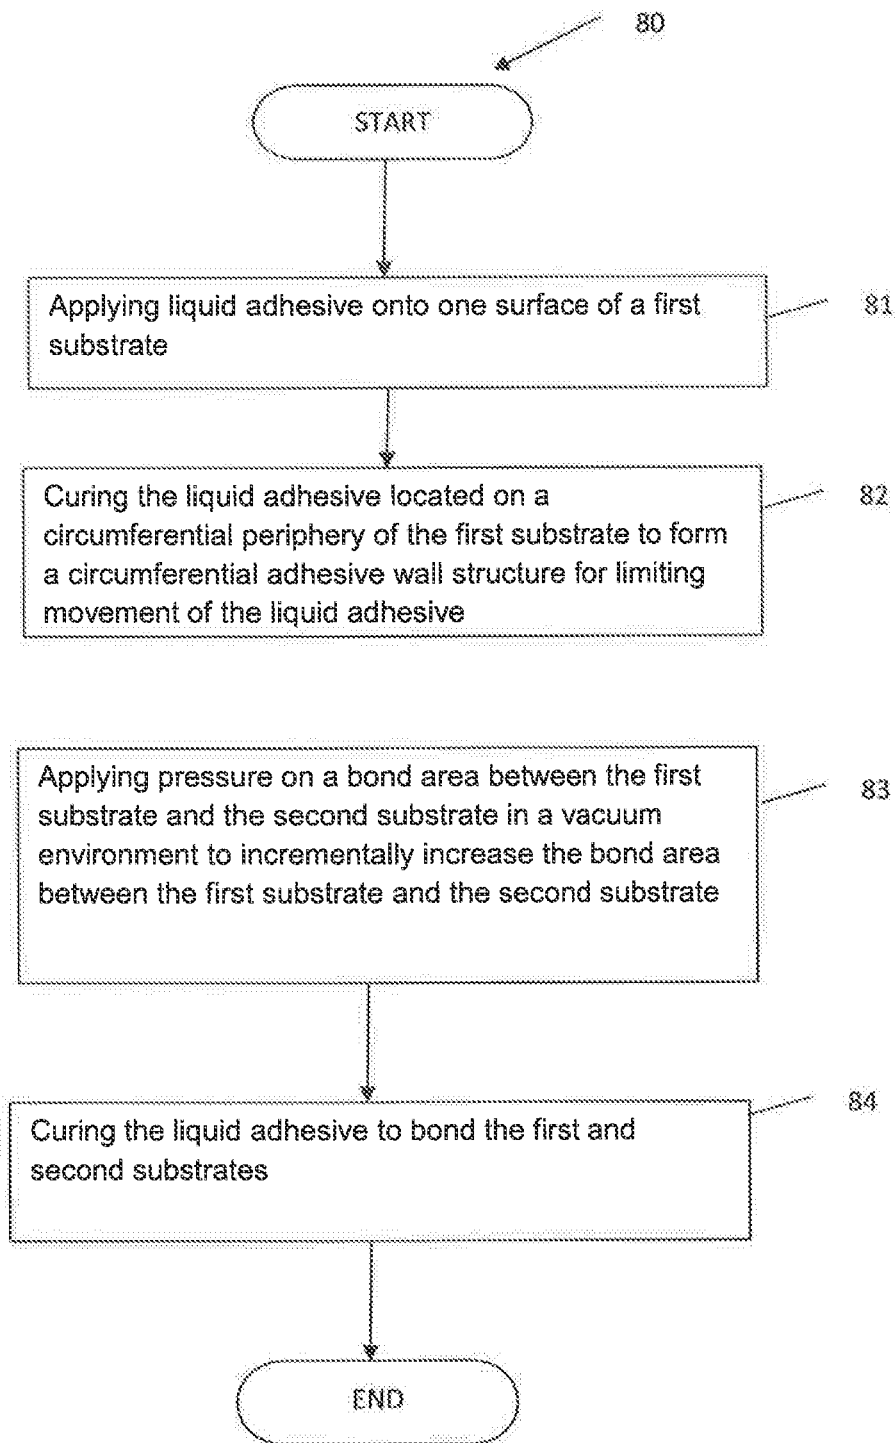 80
START
Applying liquid adhesive onto one surface of a first
substrate
81
Curing the liquid adhesive located on a
circumferential periphery of the first substrate to form
a circumferential adhesive wall structure for limiting
movement of the liquid adhesive
82
Applying pressure on a bond area between the first
substrate and the second substrate in a vacuum
environment to incrementally increase the bond area
between the first substrate and the second substrate
83
Curing the liquid adhesive to bond the first and
second substrates
84
END